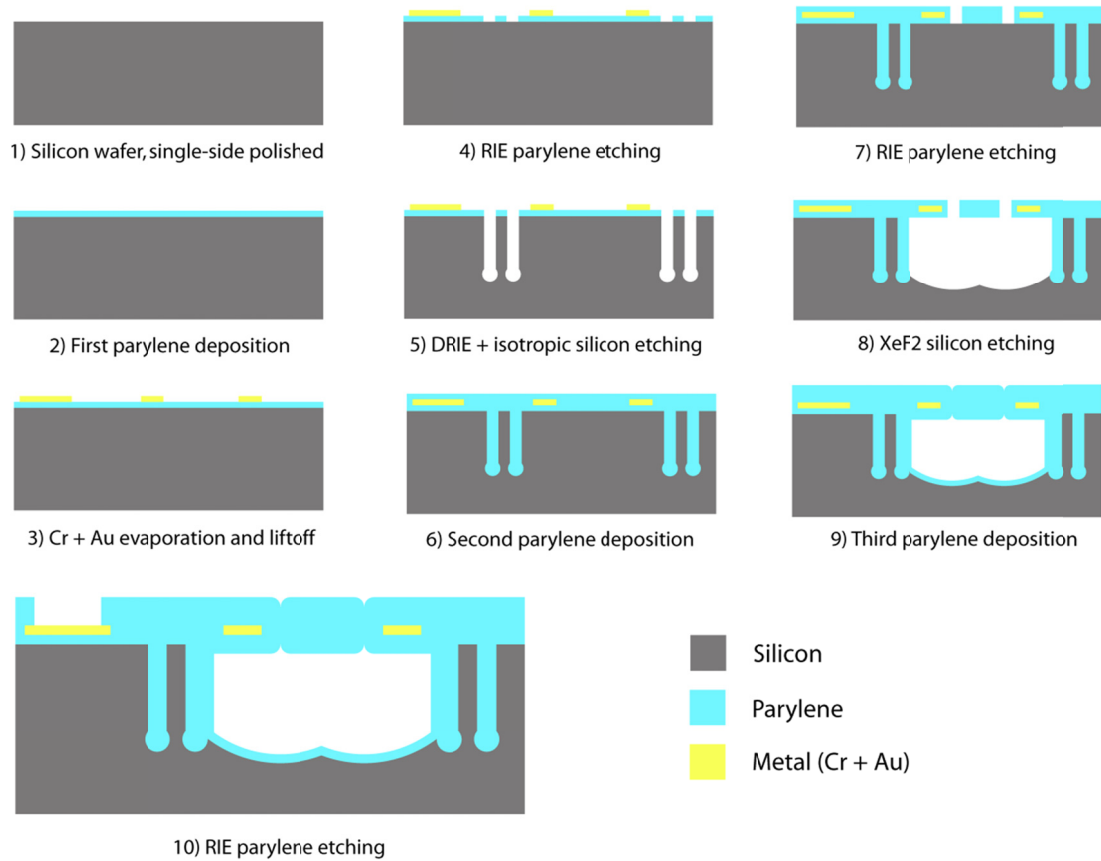 1) Silicon wafer, single-side polished
2) First parylene deposition
3) Cr + Au evaporation and liftoff
4) RIE parylene etching
5) DRIE + isotropic silicon etching
6) Second parylene deposition
7) RIE parylene etching
8) XeF2 silicon etching
9) Third parylene deposition
10) RIE parylene etching
Silicon
Parylene
Metal (Cr + Au)